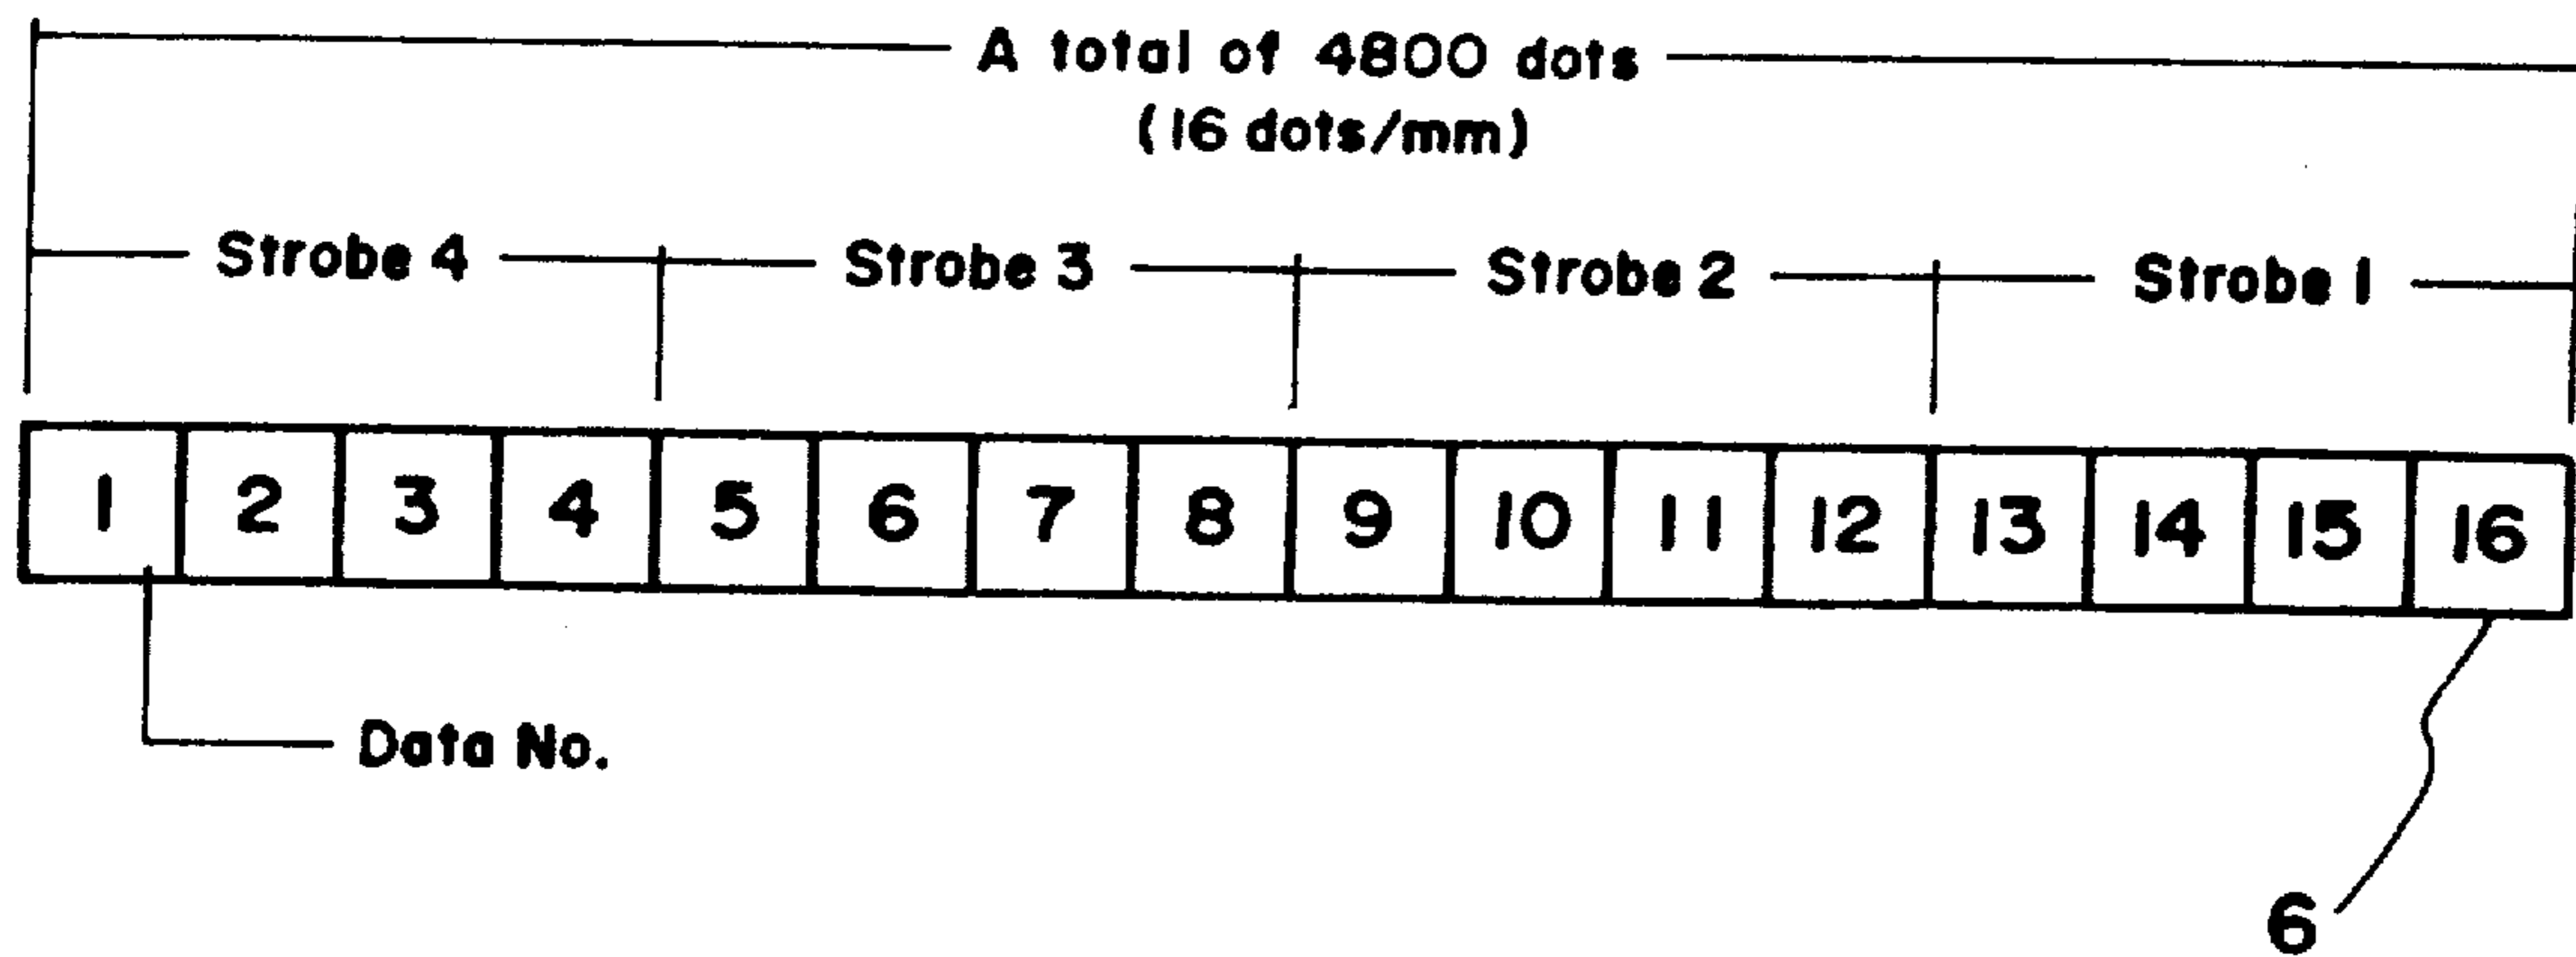 A total of 4800 dots
(16 dots/mm)
Strobe 4 Strobe 3 Strobe 2 Strobe 1
1 2 3 4 5 6 7 8 9 10 11 12 13 14 15 16
Data No.
6